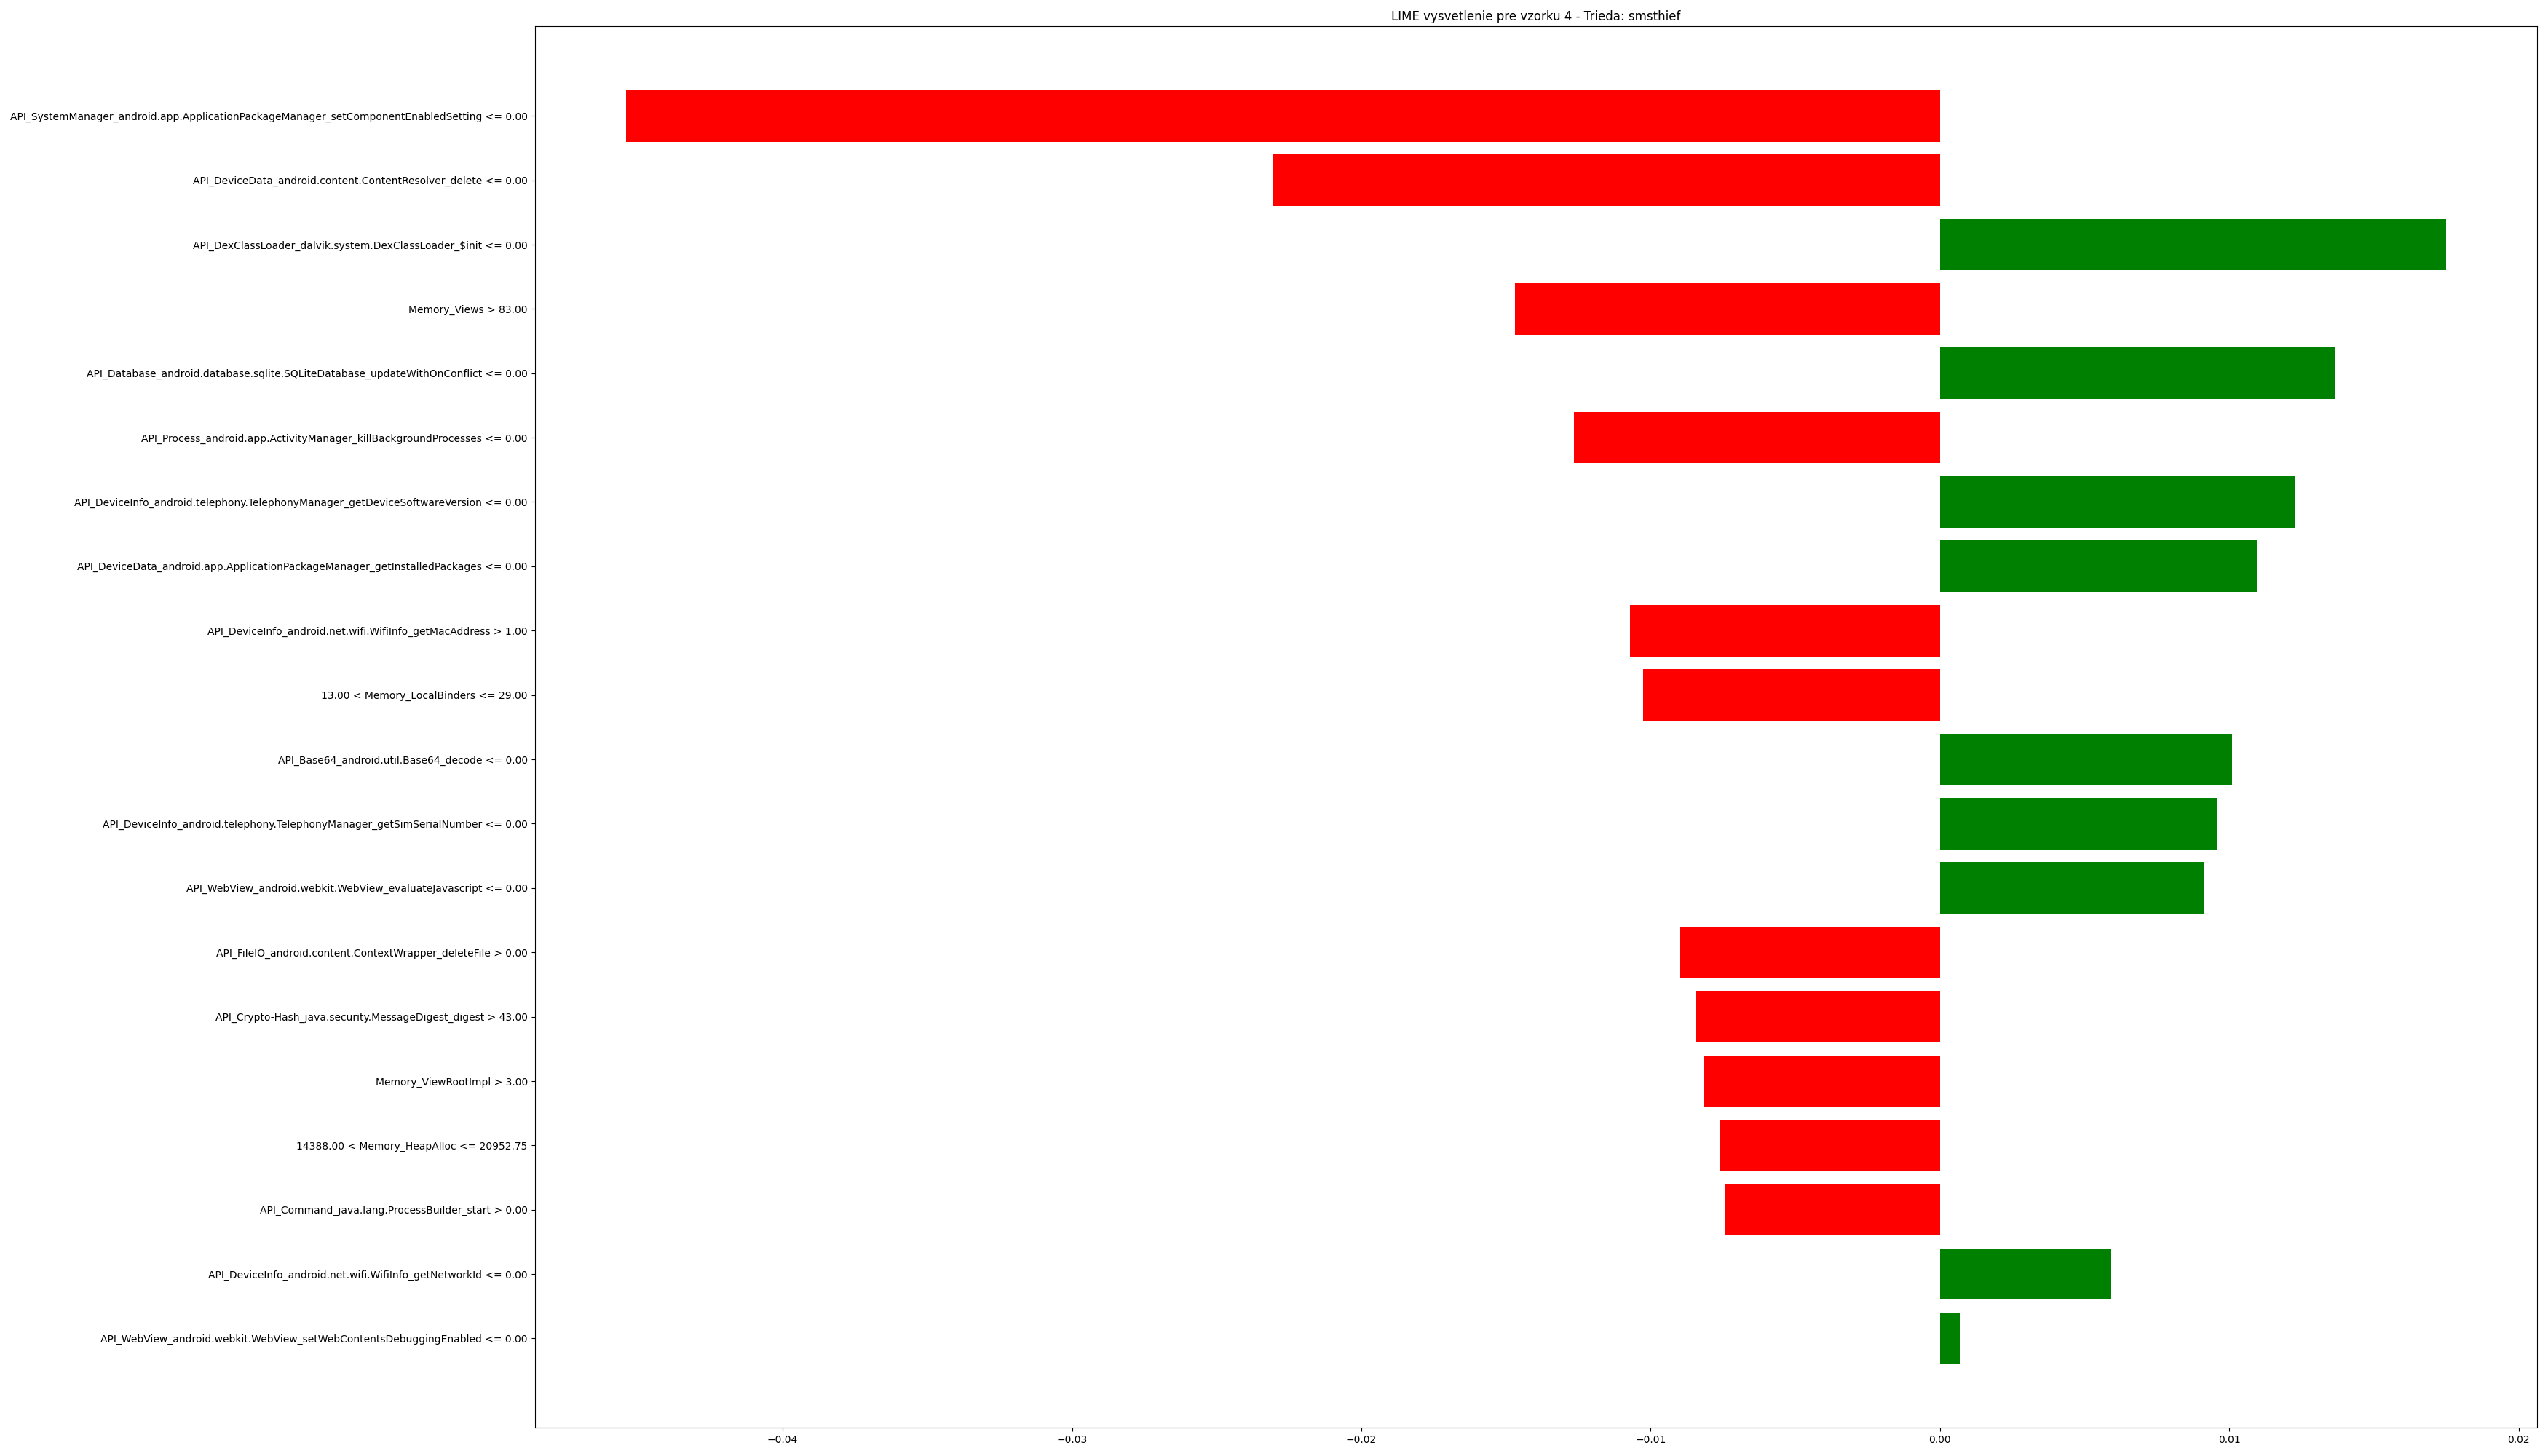 LIME vysvetlenie pre vzorku 4 - Trieda: smsthief
API_SystemManager_android.app.ApplicationPackageManager_setComponentEnabledSetting <= 0.00
API_DeviceData_android.content.ContentResolver_delete <= 0.00
API_DexClassLoader_dalvik.system.DexClassLoader_$init <= 0.00
Memory_Views > 83.00
API_Database_android.database.sqlite.SQLiteDatabase_updateWithOnConflict <= 0.00
API_Process_android.app.ActivityManager_killBackgroundProcesses <= 0.00
API_DeviceInfo_android.telephony.TelephonyManager_getDeviceSoftwareVersion <= 0.00
API_DeviceData_android.app.ApplicationPackageManager_getInstalledPackages <= 0.00
API_DeviceInfo_android.net.wifi.WifiInfo_getMacAddress > 1.00
13.00 < Memory_LocalBinders <= 29.00
API_Base64_android.util.Base64_decode <= 0.00
API_DeviceInfo_android.telephony.TelephonyManager_getSimSerialNumber <= 0.00
API_WebView_android.webkit.WebView_evaluateJavascript <= 0.00
API_FileIO_android.content.ContextWrapper_deleteFile > 0.00
API_Crypto-Hash_java.security.MessageDigest_digest > 43.00
Memory_ViewRootImpl > 3.00
14388.00 < Memory_HeapAlloc <= 20952.75
API_Command_java.lang.ProcessBuilder_start > 0.00
API_DeviceInfo_android.net.wifi.WifiInfo_getNetworkId <= 0.00
API_WebView_android.webkit.WebView_setWebContentsDebuggingEnabled <= 0.00
−0.04 −0.03 −0.02 −0.01 0.00 0.01 0.02